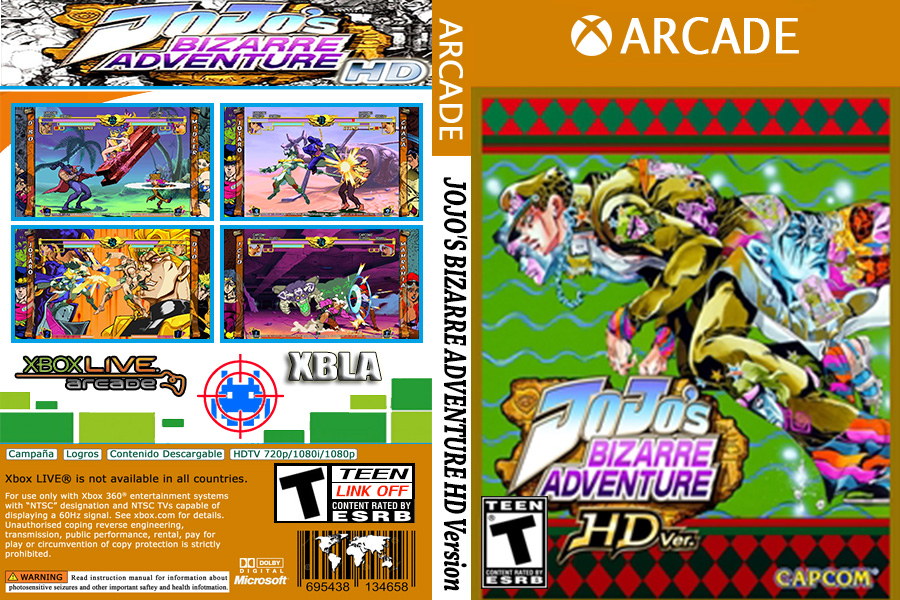 JoJo's
BIZARRE
ADVENTURE
HD
JOTARO
XBOX LIVE
arcade
XBLA
Campaña
Logros
Contenido Descargable
HDTV 720p/1080i/1080p
Xbox LIVE® is not available in all countries.
For use only with Xbox 360® entertainment systems
with "NTSC" designation and NTSC TVs capable of
displaying a 60Hz signal. See xbox.com for details.
Unauthorised coping reverse engineering,
transmission, public performance, rental, pay for
play or circumvention of copy protection is strictly
prohibited.
WARNING Read instruction manual for information about
photosensitive seizures and other important saftey and health infotmation.
T
TEEN
LINK OFF
CONTENT RATED BY
ESRB
DOLBY
DIGITAL
Microsoft
695438 134658
ARCADE
JOJO'S BIZARRE ADVENTURE HD Version
ARCADE
JoJo's
BIZARRE
ADVENTURE
HD Ver.
TEEN
T
CONTENT RATED BY
ESRB
CAPCOM